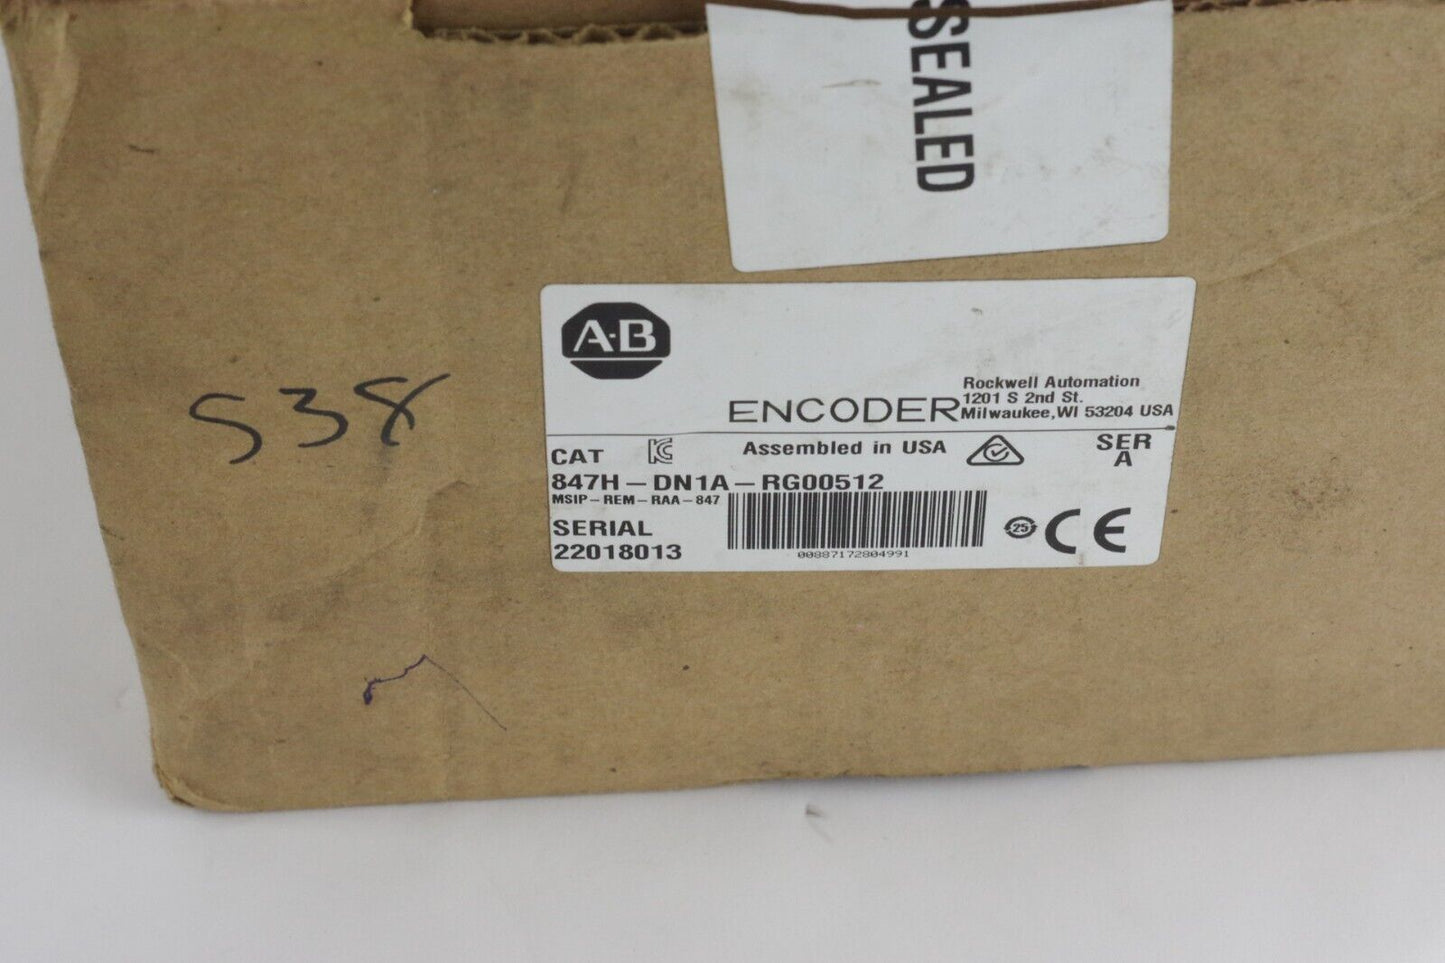 SEALED
A-B
Rockwell Automation
1201 S 2nd St.
ENCODER Milwaukee, WI 53204 USA
CAT Assembled in USA SER
A
847H-DN1A-RG00512
MSIP-REM-RAA-847
SERIAL
22018013
00887172804991
25
CE
538